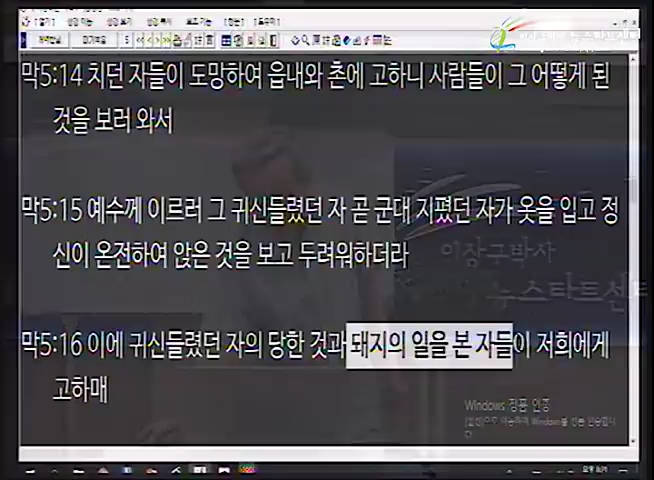 막5:14 치던 자들이 도망하여 읍내와 촌에 고하니 사람들이 그 어떻게 된
것을 보러 와서
막5:15 예수께 이르러 그 귀신들렸던 자 곧 군대 지폈던 자가 옷을 입고 정
신이 온전하여 앉은 것을 보고 두려워하더라
이상구박사
뉴스타트센터
막5:16 이에 귀신들렸던 자의 당한 것과 돼지의 일을 본 자들이 저희에게
고하매
Windows 정품 인증